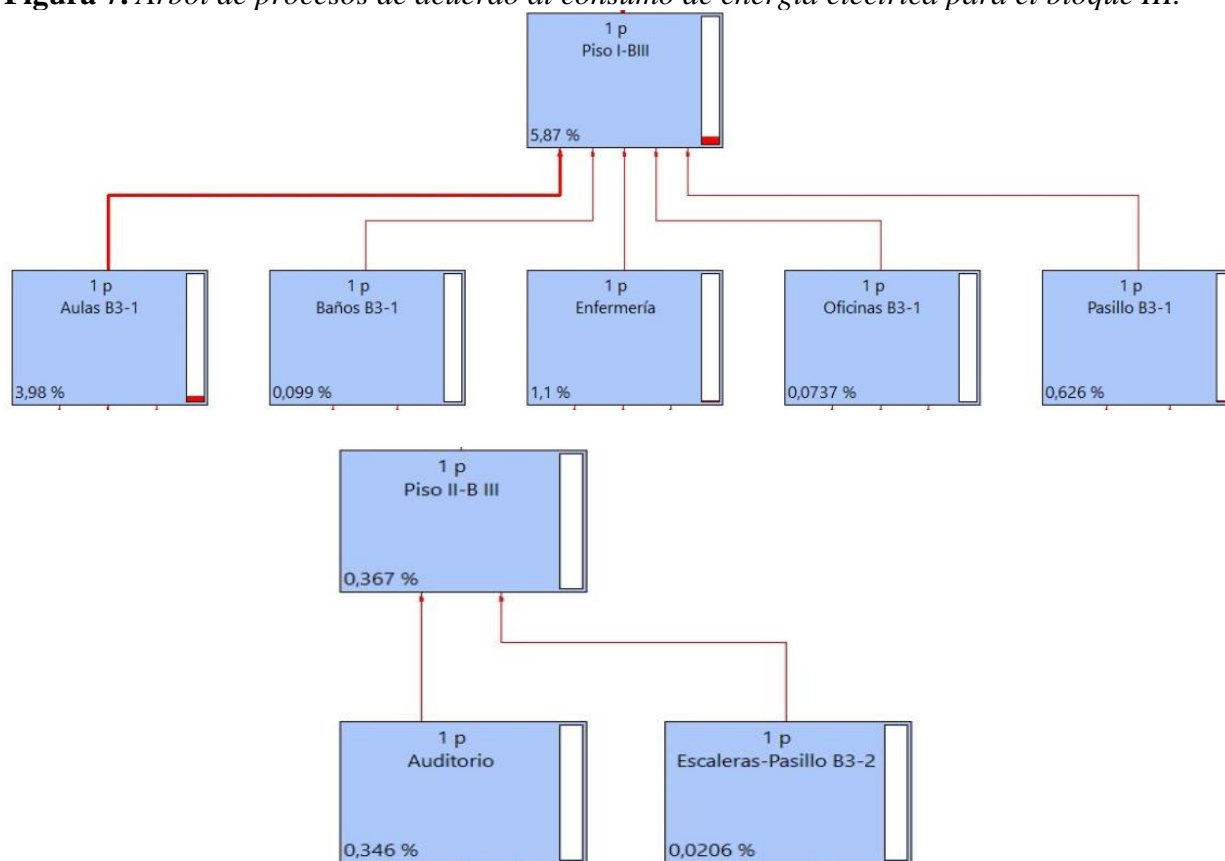 Figura 7. Árbol de procesos de acuerdo al consumo de energía eléctrica para el bloque III.
1 p
Piso I-BIII
5,87 %
1 p
Aulas B3-1
3,98 %
1 p
Baños B3-1
0,099 %
1 p
Enfermería
1,1 %
1 p
Oficinas B3-1
0,0737 %
1 p
Pasillo B3-1
0,626 %
1 p
Piso II-B III
0,367 %
1 p
Auditorio
0,346 %
1 p
Escaleras-Pasillo B3-2
0,0206 %